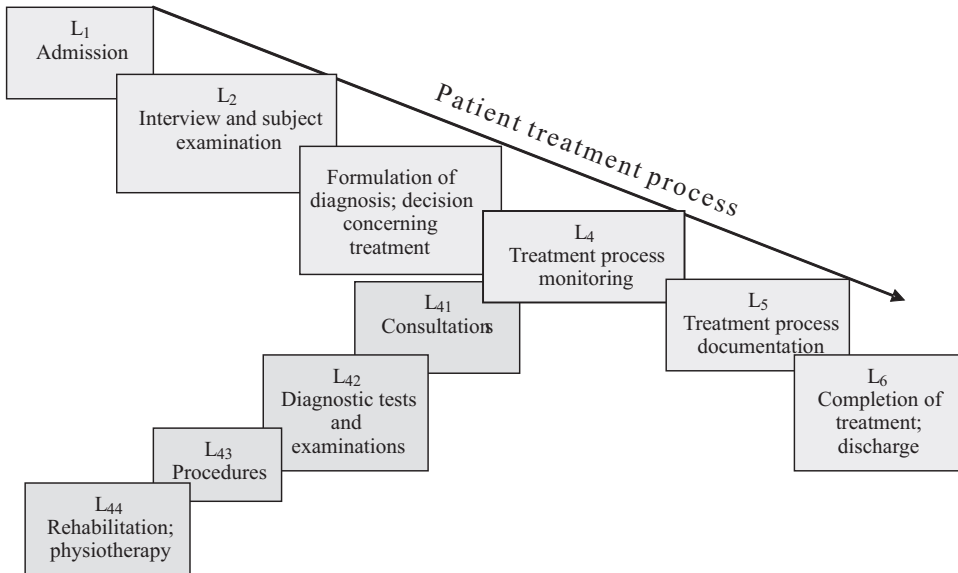 L₁
Admission
L₂
Interview and subject
examination
Formulation of
diagnosis; decision
concerning
treatment
Patient treatment process
L₄
Treatment process
monitoring
L₅
Treatment process
documentation
L₆
Completion of
treatment;
discharge
L₄₁
Consultations
L₄₂
Diagnostic tests
and
examinations
L₄₃
Procedures
L₄₄
Rehabilitation;
physiotherapy